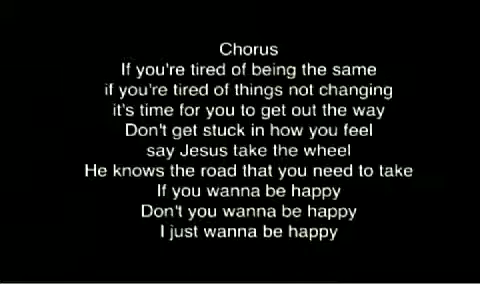 Chorus
If you're tired of being the same
if you're tired of things not changing
it's time for you to get out the way
Don't get stuck in how you feel
say Jesus take the wheel
He knows the road that you need to take
If you wanna be happy
Don't you wanna be happy
I just wanna be happy